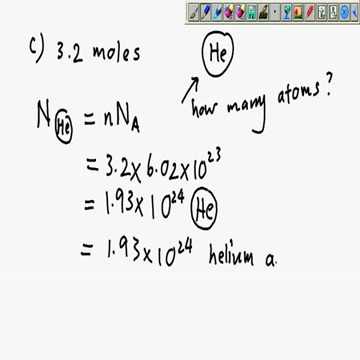 c) 3.2 moles He
how many atoms?
N He = nNA
= 3.2 x 6.02 x 10^23
= 1.93 x 10^24 He
= 1.93 x 10^24 helium a